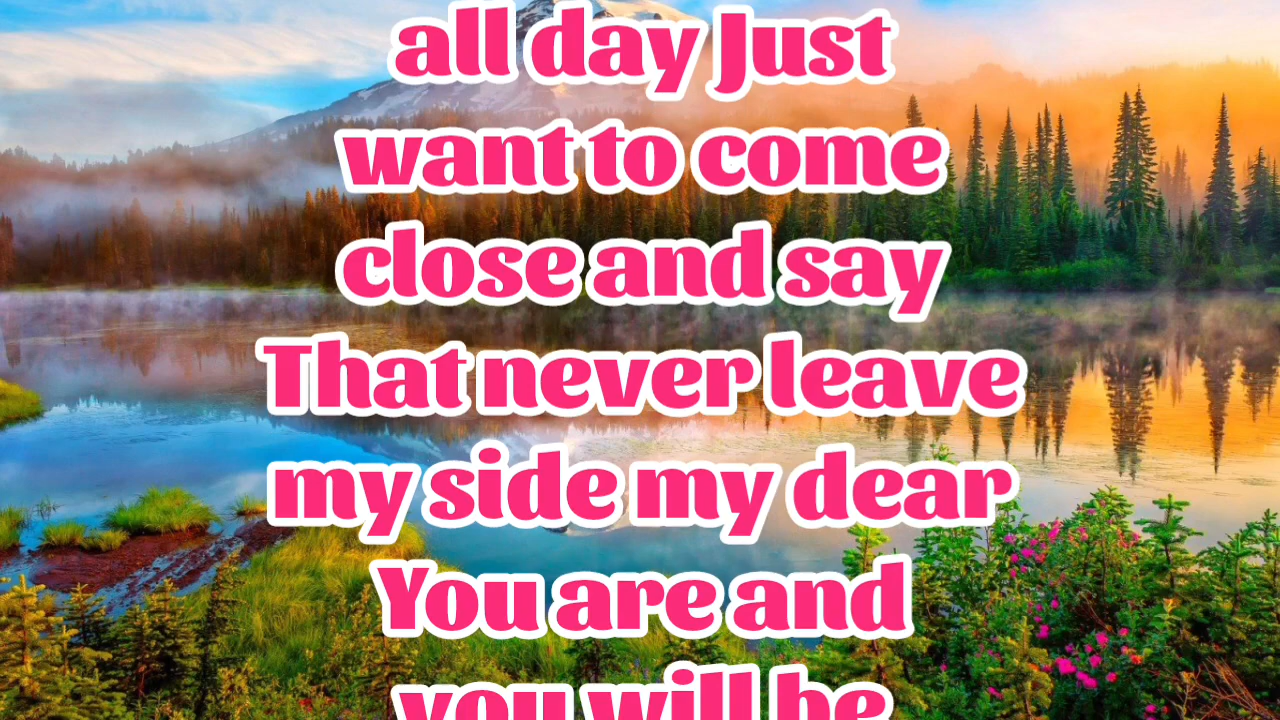 all day Just
want to come
close and say
That never leave
my side my dear
You are and
you will be